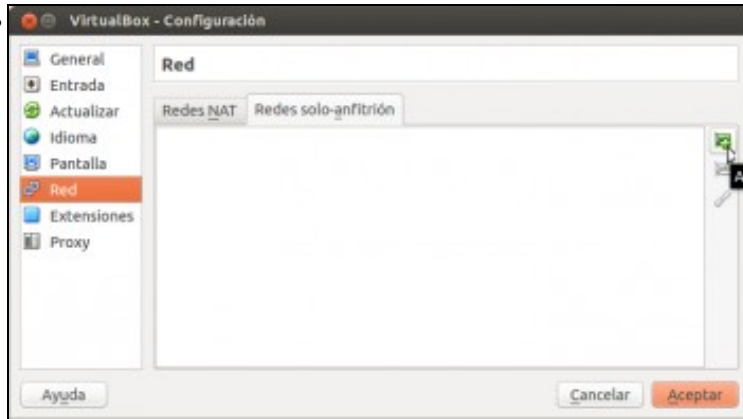 VirtualBox - Configuración
General
Entrada
Actualizar
Idioma
Pantalla
Red
Extensiones
Proxy
Red
Redes NAT
Redes solo-anfitrión
A
Ayuda
Cancelar
Aceptar